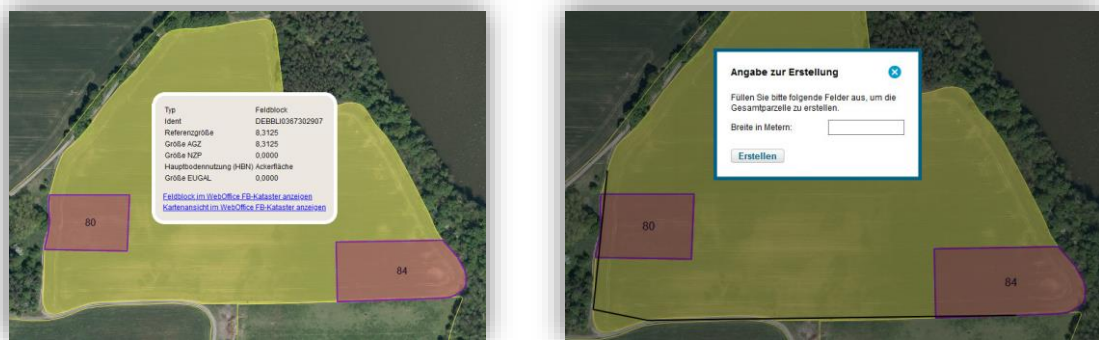 Typ Feldblock
Ident DEBBLI0367302907
Referenzgröße 8,3125
Größe AGZ 8,3125
Größe NZP 0,0000
Hauptbodennutzung (HBN) Ackerfläche
Größe EUGAL 0,0000
Feldblock im WebOffice FB-Kataster anzeigen
Kartenansicht im WebOffice FB-Kataster anzeigen
80
84
Angabe zur Erstellung
Füllen Sie bitte folgende Felder aus, um die
Gesamtparzelle zu erstellen.
Breite in Metern:
Erstellen
80
84